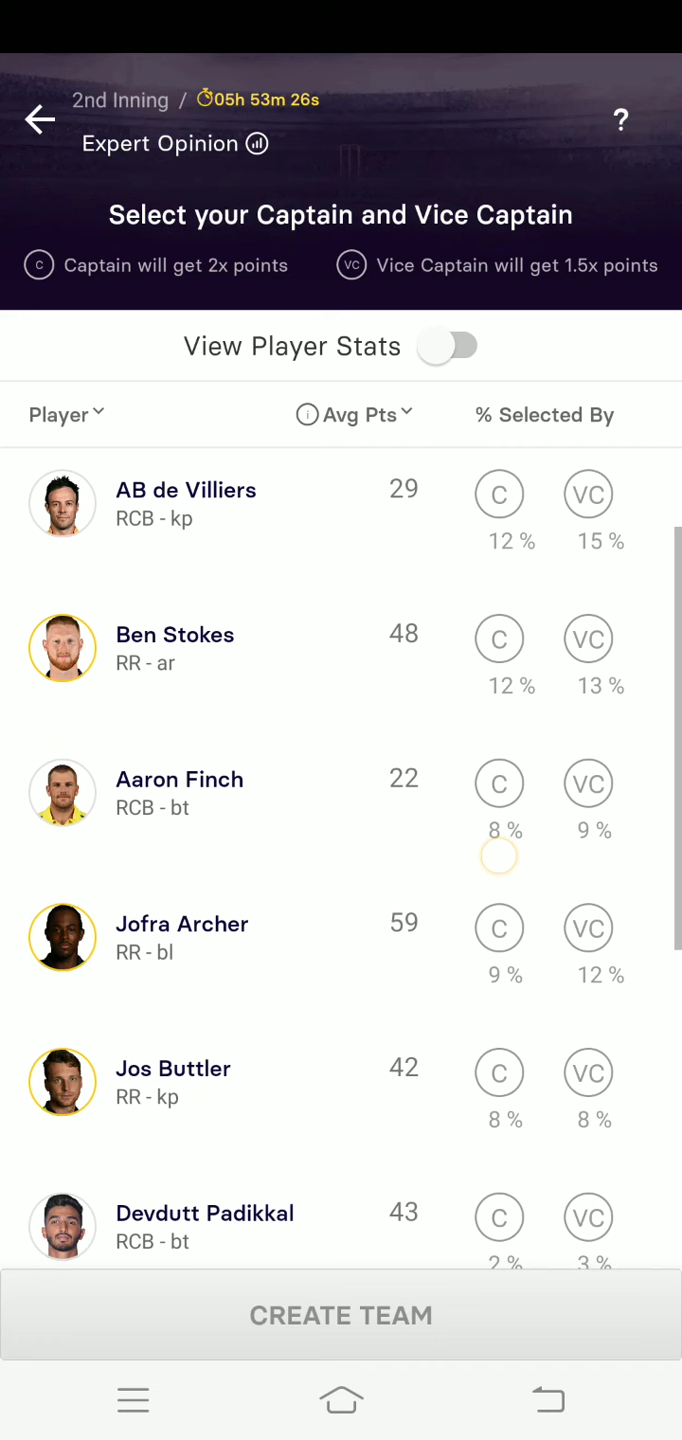 2nd Inning / 05h 53m 26s
?
Expert Opinion
Select your Captain and Vice Captain
C Captain will get 2x points VC Vice Captain will get 1.5x points
View Player Stats
Player i Avg Pts % Selected By
AB de Villiers 29 C VC
RCB - kp
12 % 15 %
Ben Stokes 48 C VC
RR - ar
12 % 13 %
Aaron Finch 22 C VC
RCB - bt
8 % 9 %
Jofra Archer 59 C VC
RR - bl
9 % 12 %
Jos Buttler 42 C VC
RR - kp
8 % 8 %
Devdutt Padikkal 43 C VC
RCB - bt
2 % 3 %
CREATE TEAM